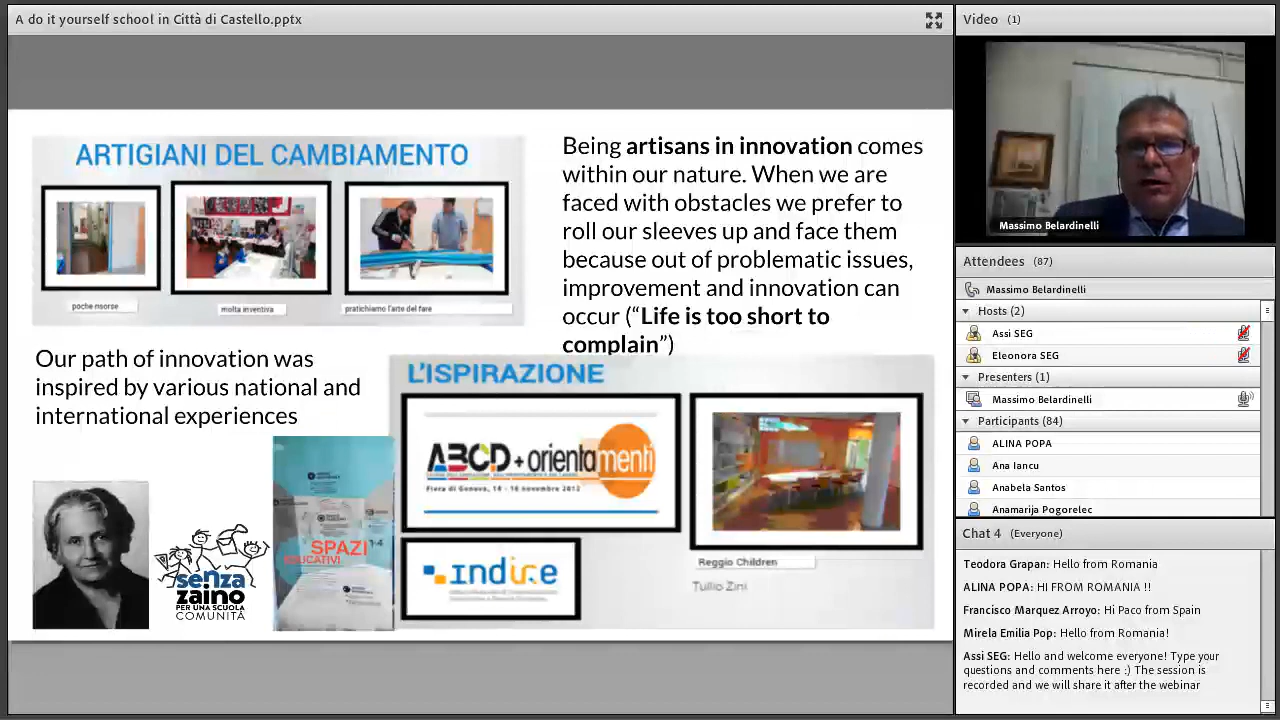 A do it yourself school in Città di Castello.pptx
ARTIGIANI DEL CAMBIAMENTO
poche risorse
molta inventiva
pratichiamo l'arte del fare
Being artisans in innovation comes
within our nature. When we are
faced with obstacles we prefer to
roll our sleeves up and face them
because out of problematic issues,
improvement and innovation can
occur (“Life is too short to
complain”)
Our path of innovation was
inspired by various national and
international experiences
senza
zaino
PER UNA SCUOLA
COMUNITÀ
SPAZI
EDUCATIVI
1-4
L'ISPIRAZIONE
ABCD+orientamenti
Fiera di Genova, 14 - 16 novembre 2012
indire
Reggio Children
Tullio Zini
Video (1)
Massimo Belardinelli
Attendees (87)
Massimo Belardinelli
Hosts (2)
Assi SEG
Eleonora SEG
Presenters (1)
Massimo Belardinelli
Participants (84)
ALINA POPA
Ana Iancu
Anabela Santos
Anamarija Pogorelec
Chat 4 (Everyone)
Teodora Grapan: Hello from Romania
ALINA POPA: HI FROM ROMANIA !!
Francisco Marquez Arroyo: Hi Paco from Spain
Mirela Emilia Pop: Hello from Romania!
Assi SEG: Hello and welcome everyone! Type your
questions and comments here :) The session is
recorded and we will share it after the webinar